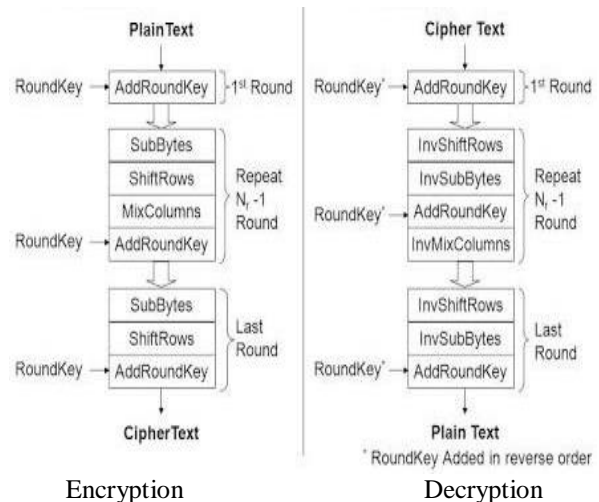 PlainText
RoundKey
AddRoundKey
1st Round
SubBytes
ShiftRows
MixColumns
RoundKey
AddRoundKey
Repeat
Nr -1
Round
SubBytes
ShiftRows
RoundKey
AddRoundKey
Last
Round
CipherText
Encryption
Cipher Text
RoundKey*
AddRoundKey
1st Round
InvShiftRows
InvSubBytes
RoundKey*
AddRoundKey
InvMixColumns
Repeat
Nr -1
Round
InvShiftRows
InvSubBytes
RoundKey*
AddRoundKey
Last
Round
Plain Text
* RoundKey Added in reverse order
Decryption